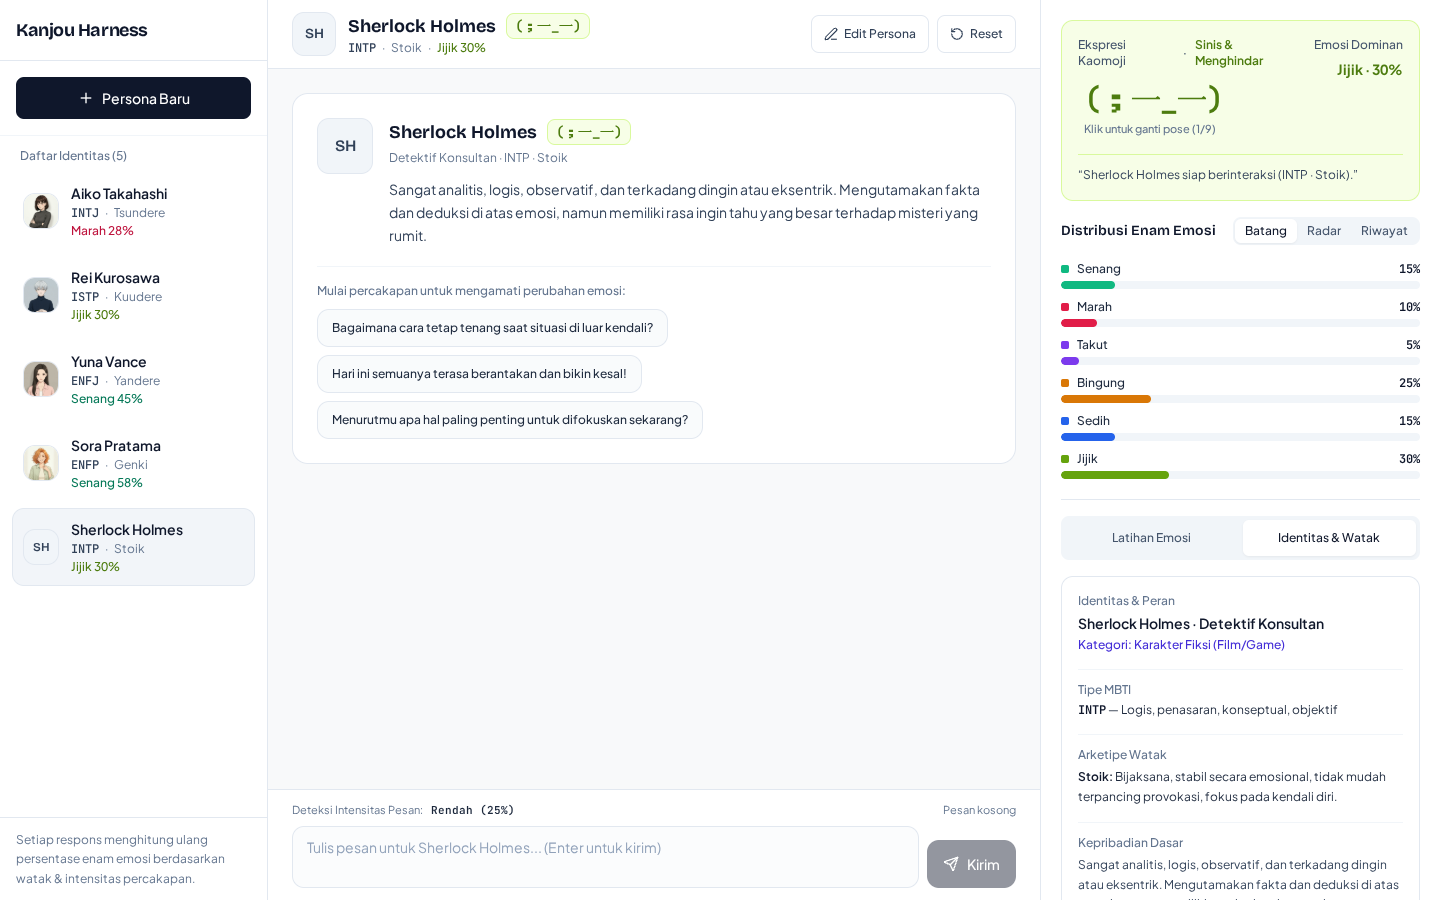 Kanjou Harness
Persona Baru
Daftar Identitas (5)
Aiko Takahashi
INTJ · Tsundere
Marah 28%
Rei Kurosawa
ISTP · Kuudere
Jijik 30%
Yuna Vance
ENFJ · Yandere
Senang 45%
Sora Pratama
ENFP · Genki
Senang 58%
SH
Sherlock Holmes
INTP · Stoik
Jijik 30%
Setiap respons menghitung ulang
persentase enam emosi berdasarkan
watak & intensitas percakapan.
SH
Sherlock Holmes (；一_一)
INTP · Stoik · Jijik 30%
Edit Persona
Reset
SH
Sherlock Holmes (；一_一)
Detektif Konsultan · INTP · Stoik
Sangat analitis, logis, observatif, dan terkadang dingin atau eksentrik. Mengutamakan fakta
dan deduksi di atas emosi, namun memiliki rasa ingin tahu yang besar terhadap misteri yang
rumit.
Mulai percakapan untuk mengamati perubahan emosi:
Bagaimana cara tetap tenang saat situasi di luar kendali?
Hari ini semuanya terasa berantakan dan bikin kesal!
Menurutmu apa hal paling penting untuk difokuskan sekarang?
Deteksi Intensitas Pesan: Rendah (25%)
Pesan kosong
Tulis pesan untuk Sherlock Holmes... (Enter untuk kirim)
Kirim
Ekspresi
Kaomoji
·
Sinis &
Menghindar
Emosi Dominan
Jijik · 30%
(；一_一)
Klik untuk ganti pose (1/9)
"Sherlock Holmes siap berinteraksi (INTP · Stoik)."
Distribusi Enam Emosi
Batang
Radar
Riwayat
Senang 15%
Marah 10%
Takut 5%
Bingung 25%
Sedih 15%
Jijik 30%
Latihan Emosi
Identitas & Watak
Identitas & Peran
Sherlock Holmes · Detektif Konsultan
Kategori: Karakter Fiksi (Film/Game)
Tipe MBTI
INTP — Logis, penasaran, konseptual, objektif
Arketipe Watak
Stoik: Bijaksana, stabil secara emosional, tidak mudah
terpancing provokasi, fokus pada kendali diri.
Kepribadian Dasar
Sangat analitis, logis, observatif, dan terkadang dingin
atau eksentrik. Mengutamakan fakta dan deduksi di atas